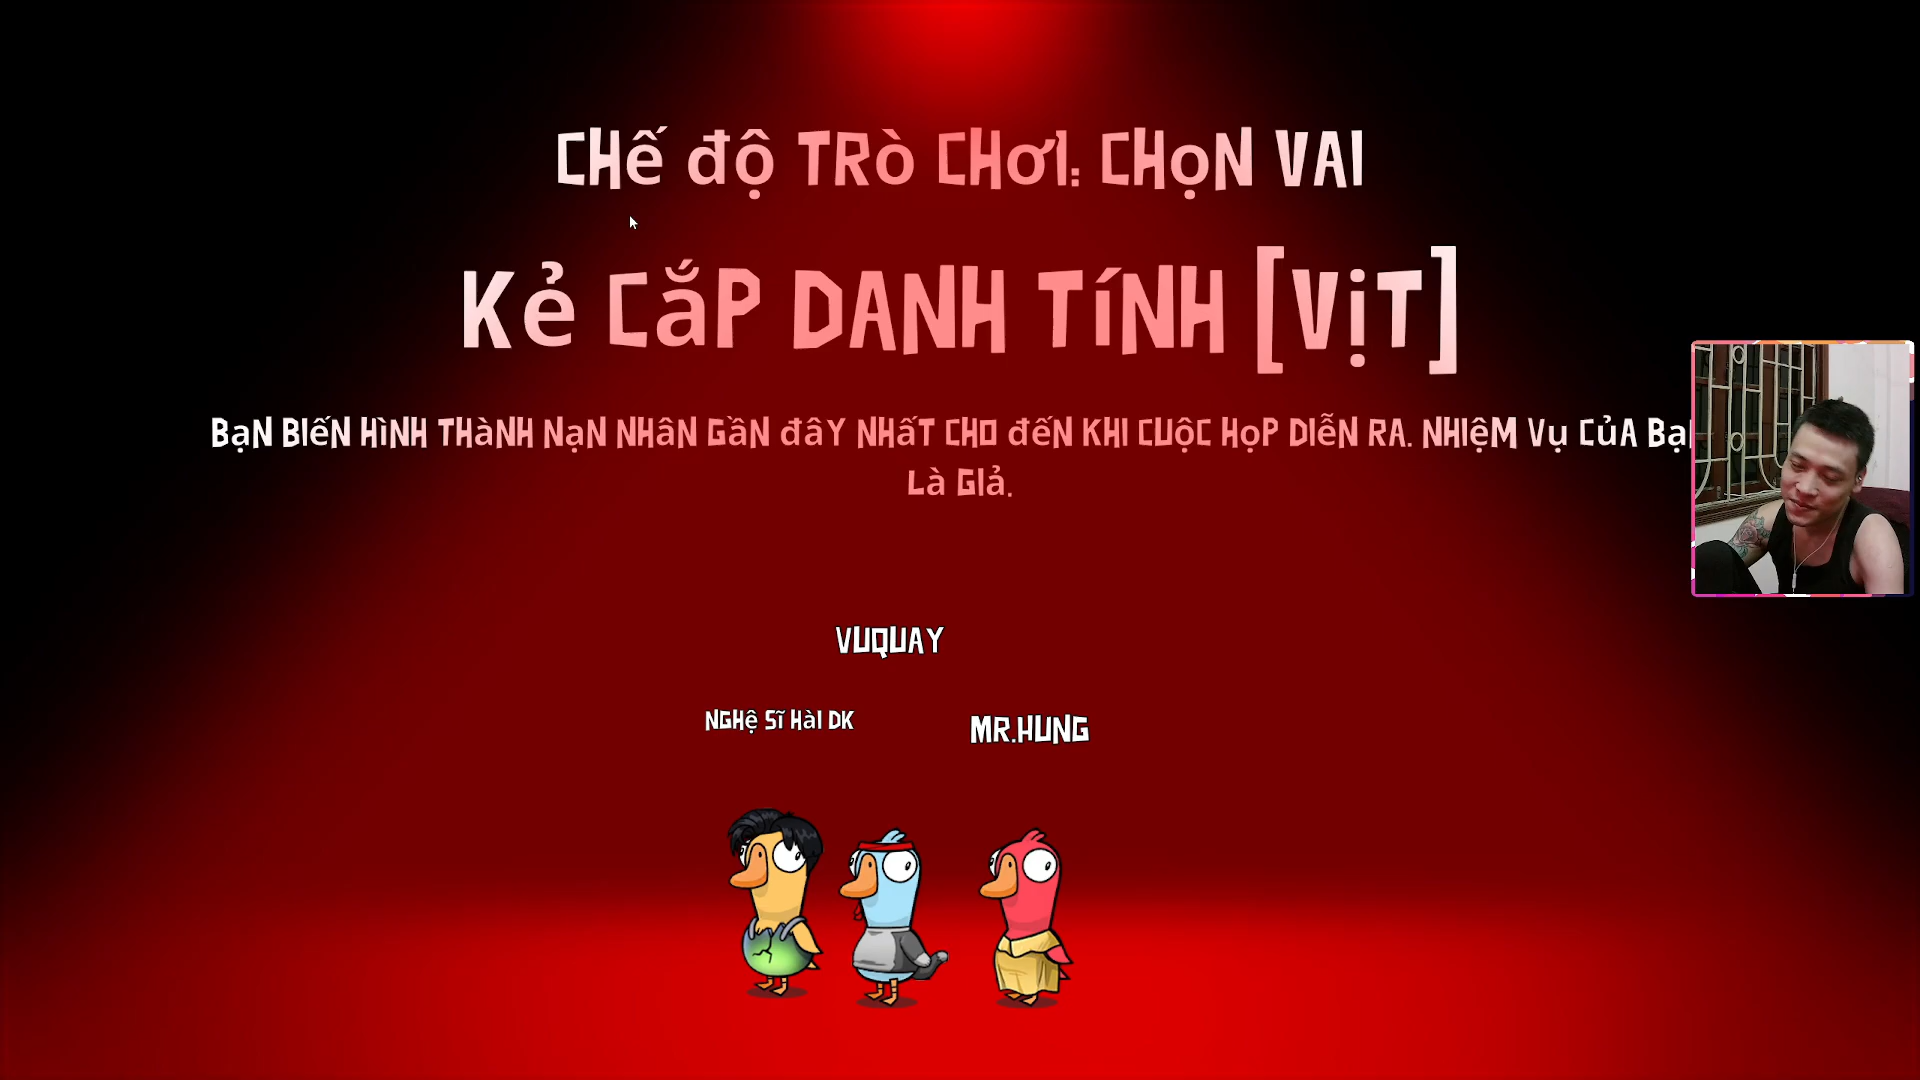 CHế độ TRò CHơI: CHọN VAI
Kẻ CắP DANH TíNH [VịT]
BạN BIếN HìNH THàNH NạN NHâN GầN đâY NHấT CHO đếN KHI CUộC HọP DIễN RA. NHIệM Vụ CủA
Là GIả.
VUQUAY
NGHệ Sĩ HàI DK
MR.HUNG